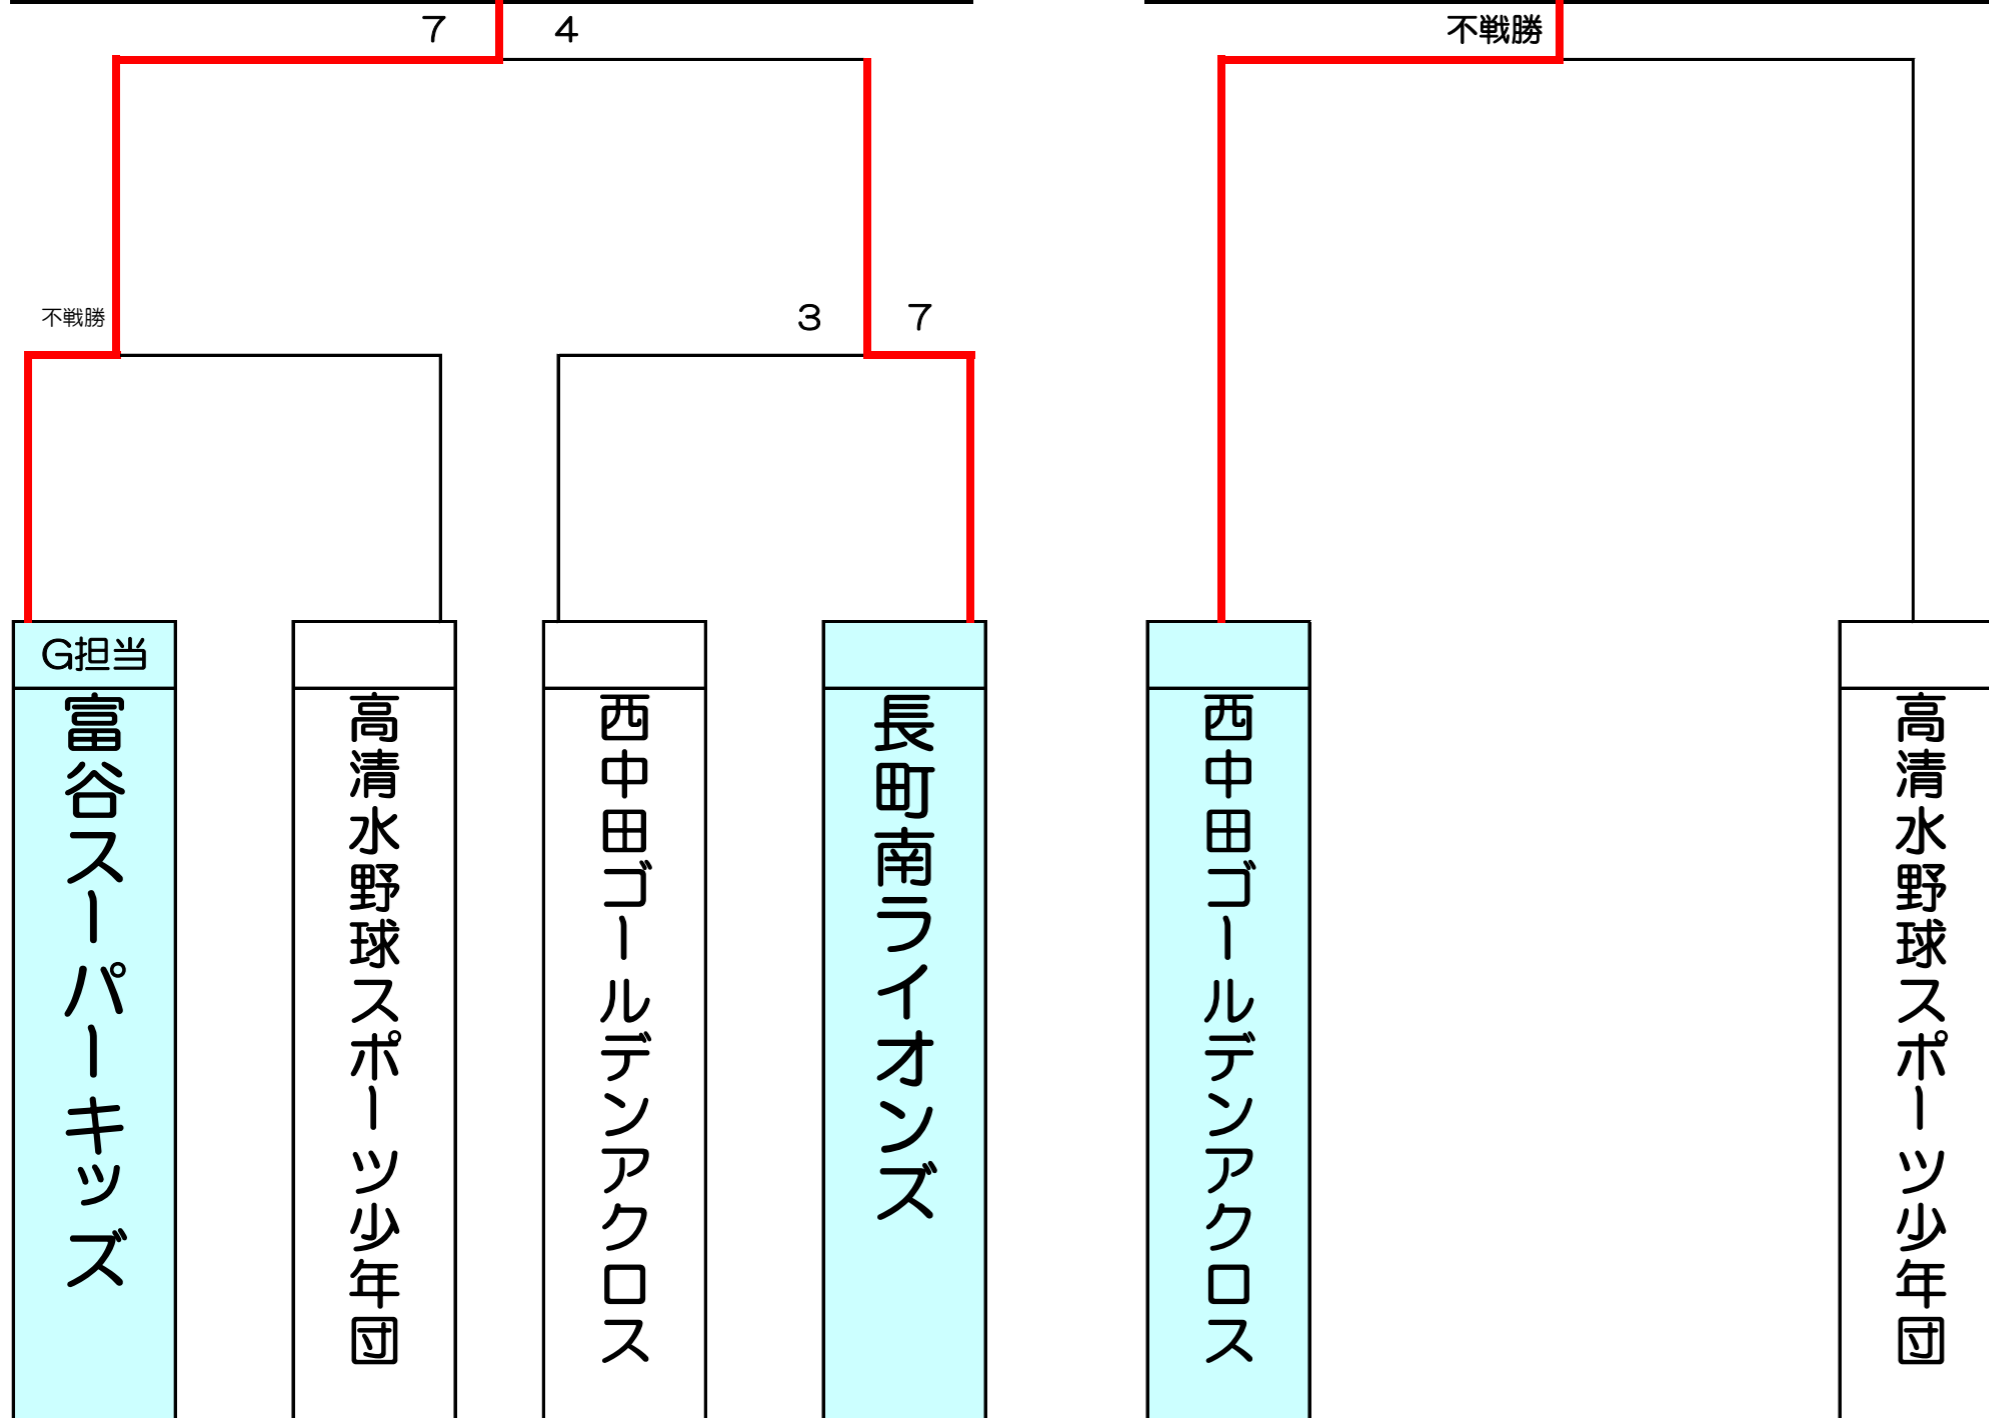 ７ ４
不戦勝
不戦勝
３ ７
G担当
富谷スーパーキッズ
高清水野球スポーツ少年団
西中田ゴールデンアクロス
長町南ライオンズ
西中田ゴールデンアクロス
高清水野球スポーツ少年団